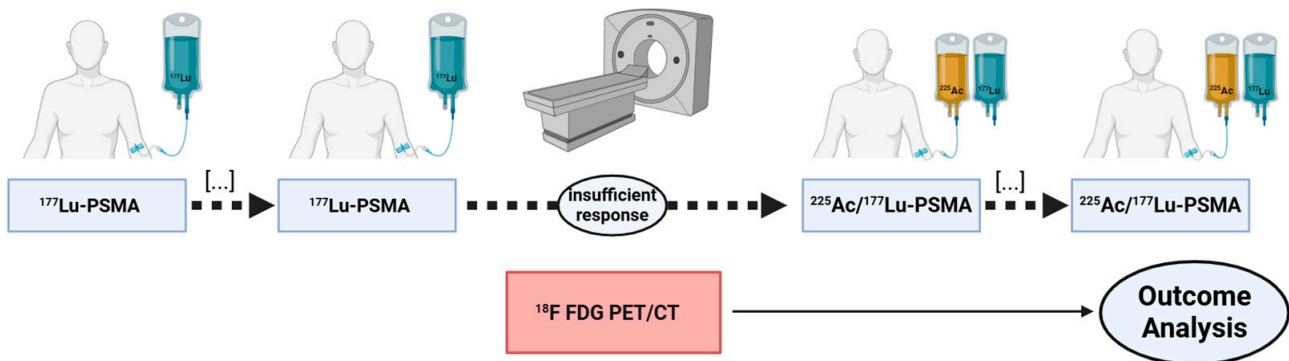 ¹⁷⁷Lu
¹⁷⁷Lu
²²⁵Ac
¹⁷⁷Lu
²²⁵Ac
¹⁷⁷Lu
¹⁷⁷Lu-PSMA
[...]
¹⁷⁷Lu-PSMA
insufficient
response
²²⁵Ac/¹⁷⁷Lu-PSMA
[...]
²²⁵Ac/¹⁷⁷Lu-PSMA
¹⁸F FDG PET/CT
Outcome
Analysis